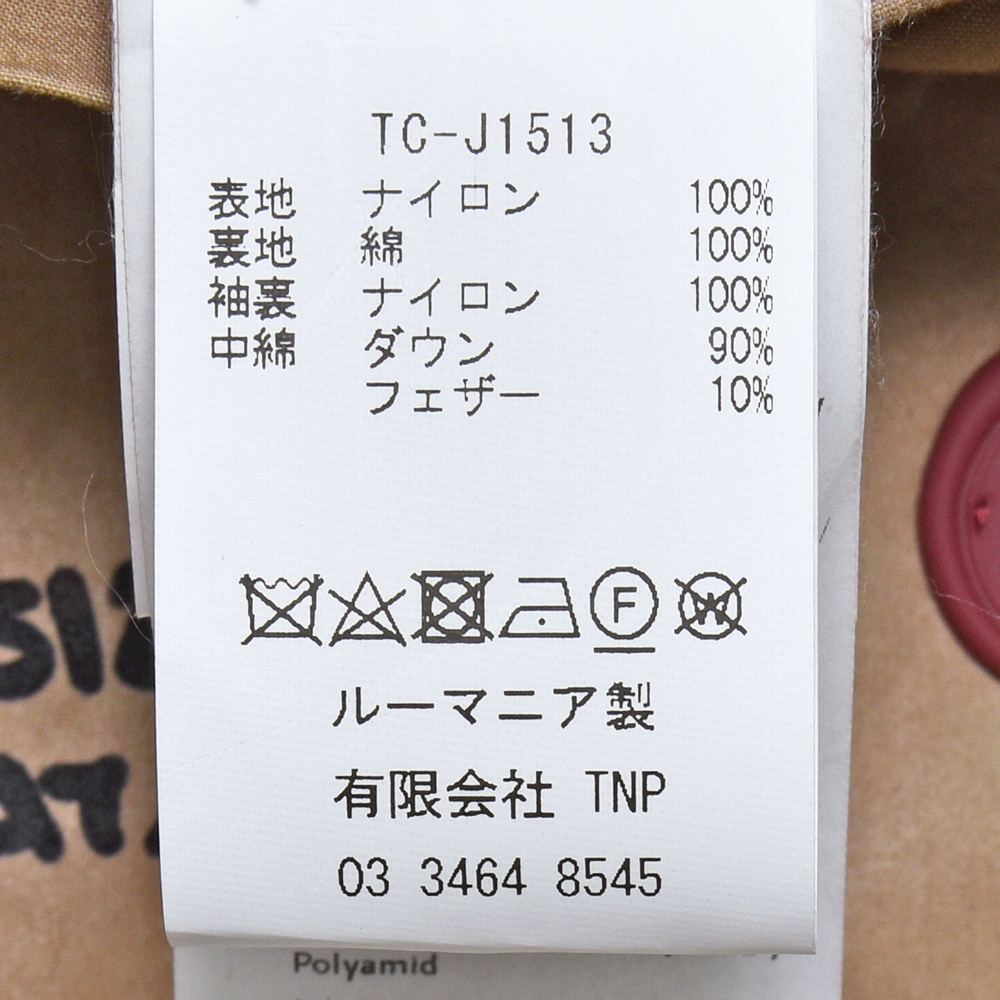 TC-J1513
表地 ナイロン 100%
裏地 綿 100%
袖裏 ナイロン 100%
中綿 ダウン 90%
フェザー 10%
F W
ルーマニア製
有限会社 TNP
03 3464 8545
Polyamid